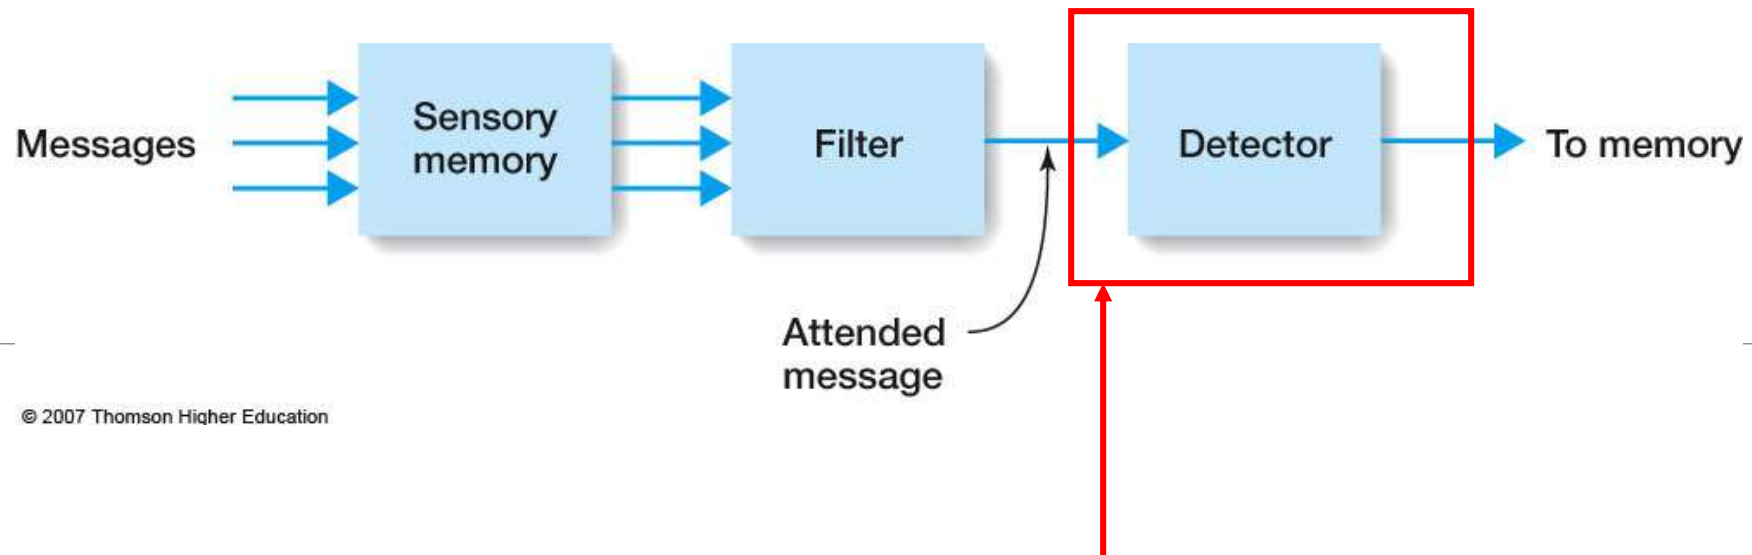 Messages
Sensory
memory
Filter
Detector
To memory
Attended
message
© 2007 Thomson Higher Education